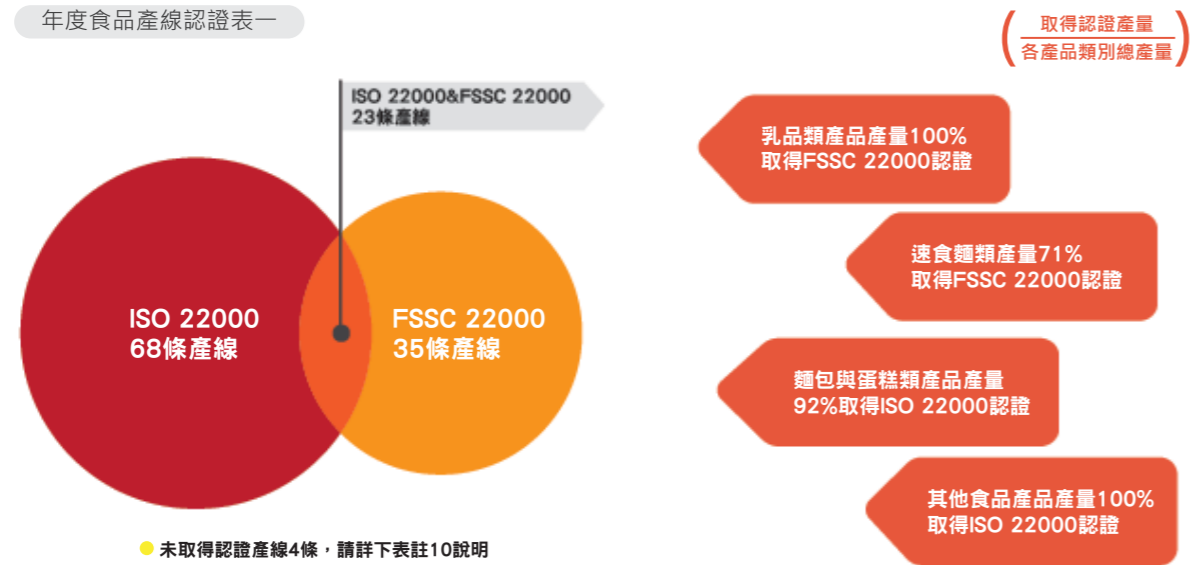 年度食品產線認證表一
取得認證產量
各產品類別總產量
ISO 22000&FSSC 22000
23條產線
ISO 22000
68條產線
FSSC 22000
35條產線
未取得認證產線4條，請詳下表註10說明
乳品類產品產量100%
取得FSSC 22000認證
速食麵類產量71%
取得FSSC 22000認證
麵包與蛋糕類產品產量
92%取得ISO 22000認證
其他食品產品產量100%
取得ISO 22000認證